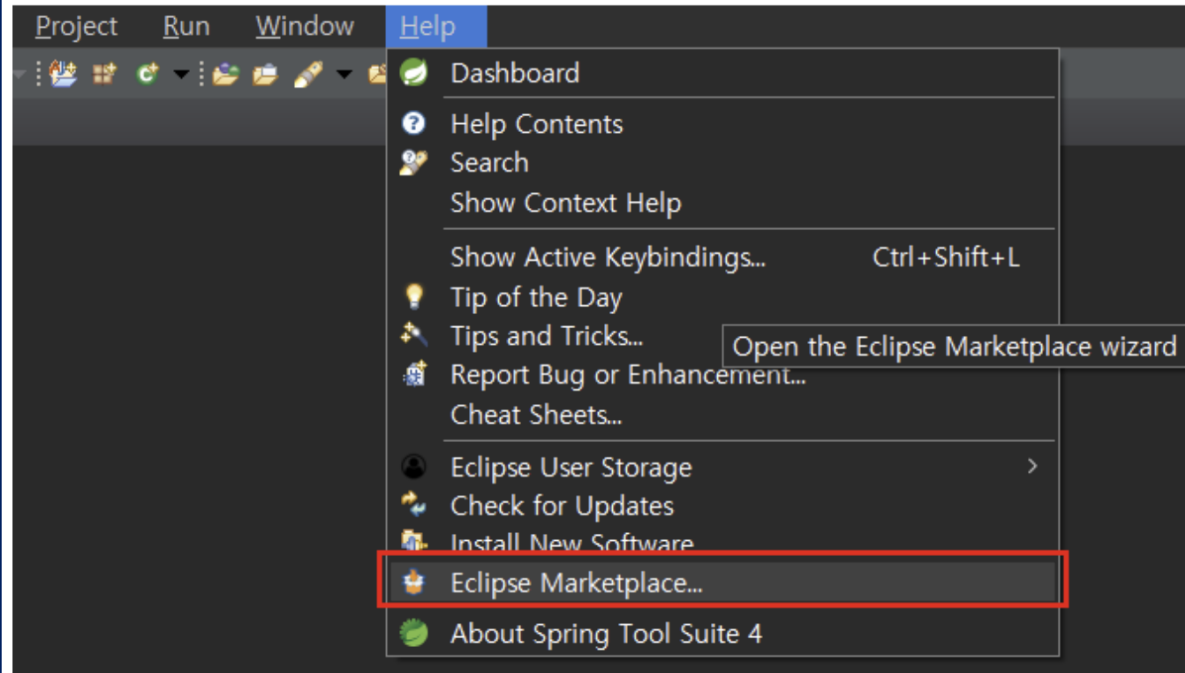 Project Run Window Help
Dashboard
Help Contents
Search
Show Context Help
Show Active Keybindings... Ctrl+Shift+L
Tip of the Day
Tips and Tricks...
Open the Eclipse Marketplace wizard
Report Bug or Enhancement...
Cheat Sheets...
Eclipse User Storage
Check for Updates
Install New Software
Eclipse Marketplace...
About Spring Tool Suite 4